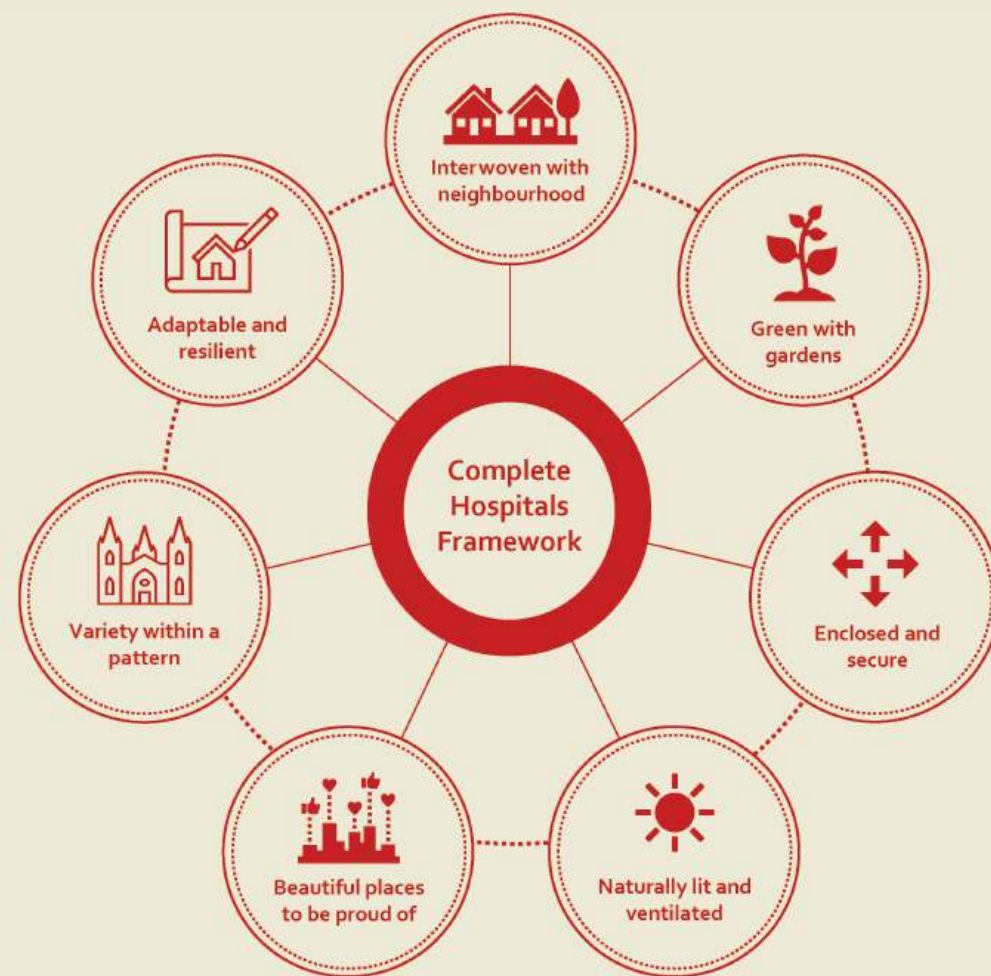 Interwoven with
neighbourhood
Adaptable and
resilient
Green with
gardens
Complete
Hospitals
Framework
Variety within a
pattern
Enclosed and
secure
Beautiful places
to be proud of
Naturally lit and
ventilated